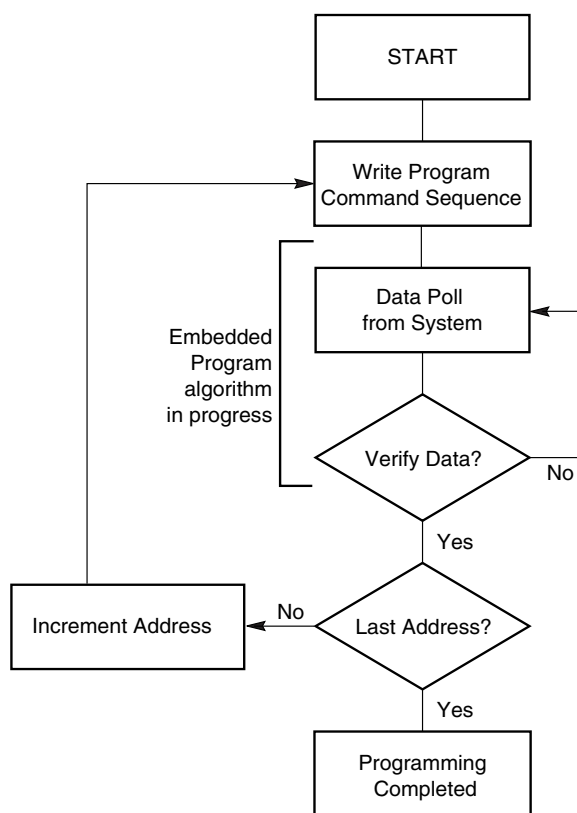 START
Write Program
Command Sequence
Data Poll
from System
Embedded
Program
algorithm
in progress
Verify Data?
No
Yes
Last Address?
No
Increment Address
Yes
Programming
Completed